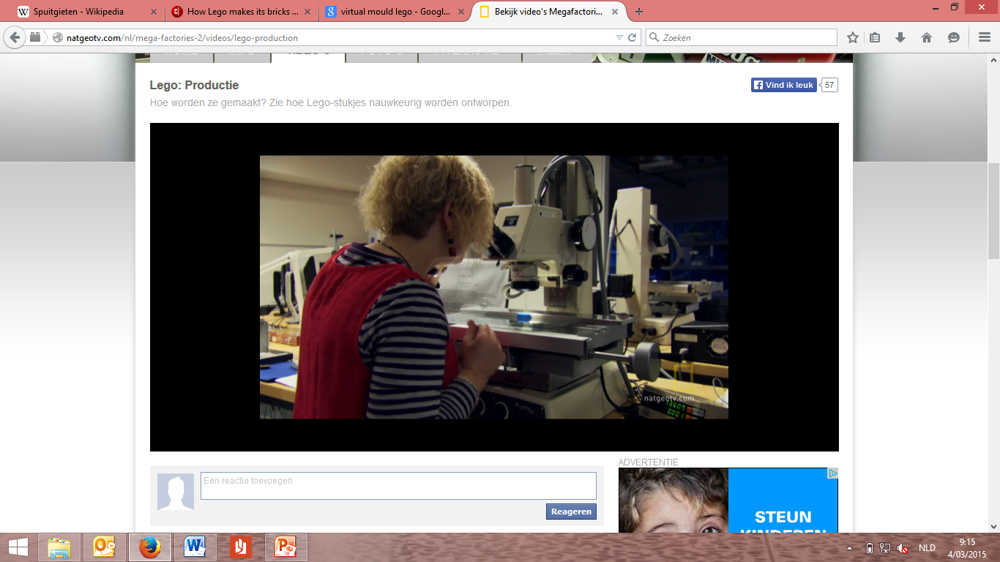 Spuitgieten - Wikipedia
How Lego makes its bricks ...
virtual mould lego - Googl...
Bekijk video's Megafactori...
natgeotv.com/nl/mega-factories-2/videos/lego-production
Zoeken
Lego: Productie
Vind ik leuk
57
Hoe worden ze gemaakt? Zie hoe Lego-stukjes nauwkeurig worden ontworpen.
natgeotv.com
ADVERTENTIE
Een reactie toevoegen
Reageren
STEUN
KINDEREN
NLD
9:15
4/03/2015